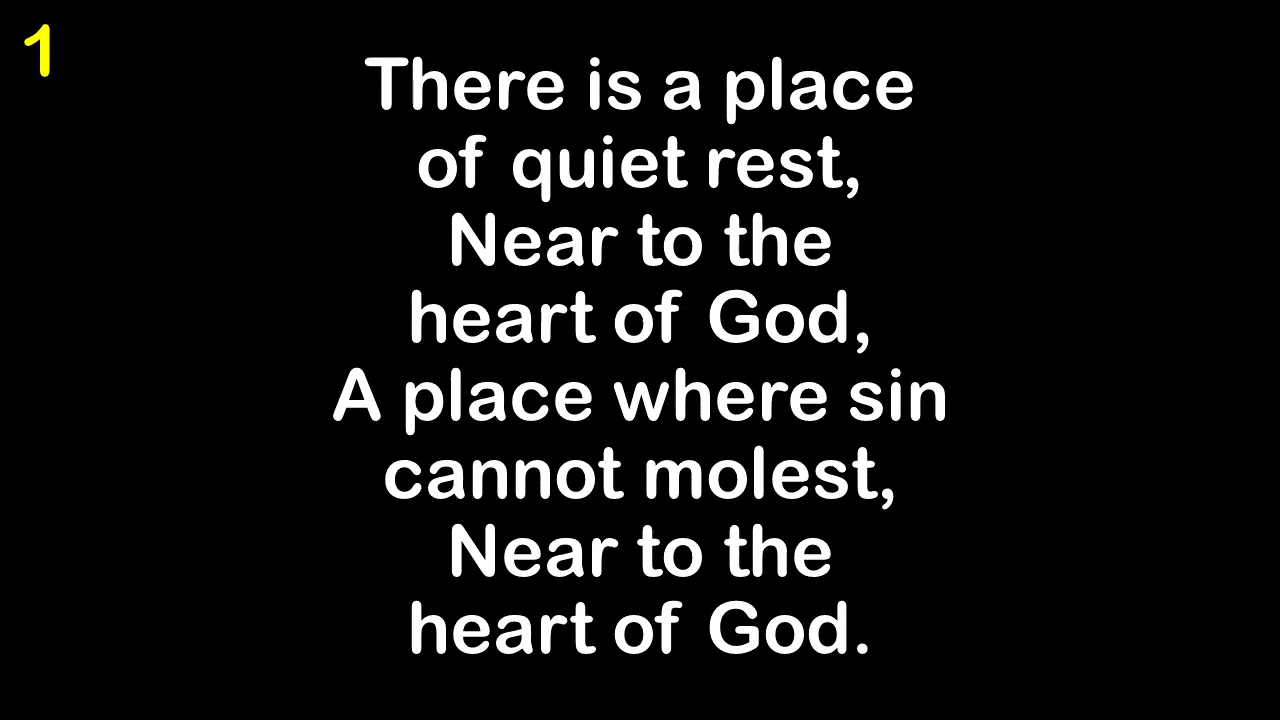 1
There is a place
of quiet rest,
Near to the
heart of God,
A place where sin
cannot molest,
Near to the
heart of God.